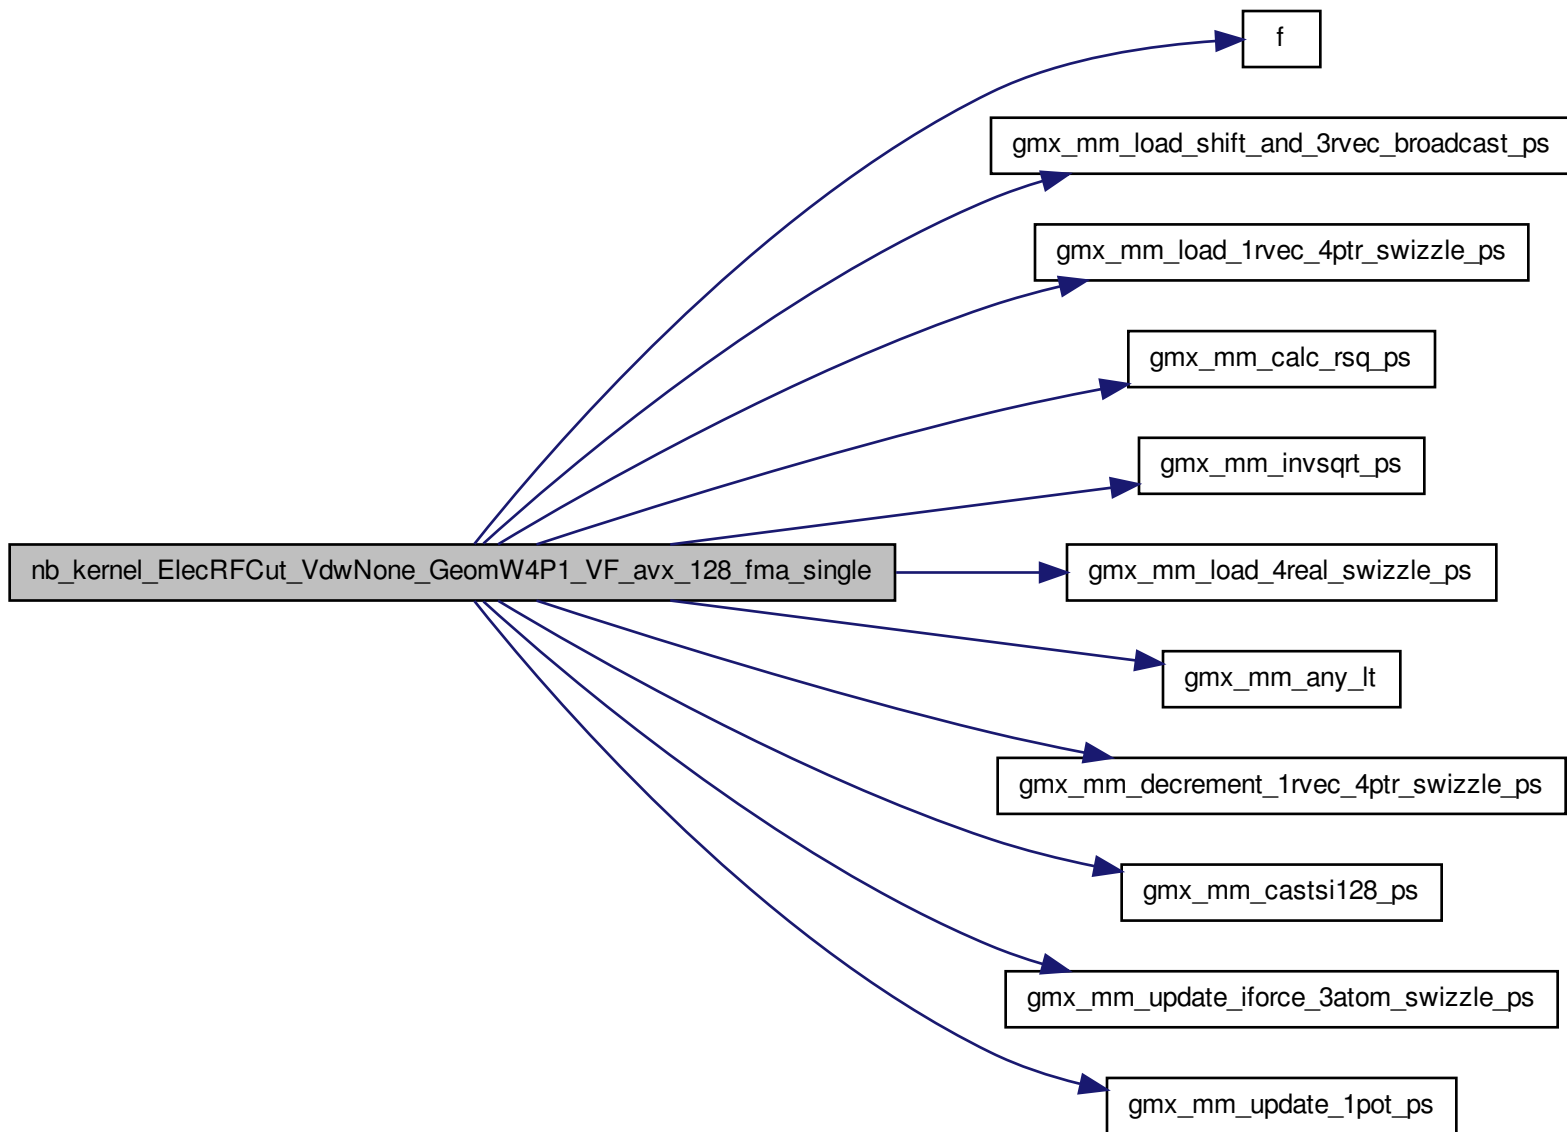 f
gmx_mm_load_shift_and_3rvec_broadcast_ps
gmx_mm_load_1rvec_4ptr_swizzle_ps
gmx_mm_calc_rsq_ps
gmx_mm_invsqrt_ps
nb_kernel_ElecRFCut_VdwNone_GeomW4P1_VF_avx_128_fma_single
gmx_mm_load_4real_swizzle_ps
gmx_mm_any_lt
gmx_mm_decrement_1rvec_4ptr_swizzle_ps
gmx_mm_castsi128_ps
gmx_mm_update_iforce_3atom_swizzle_ps
gmx_mm_update_1pot_ps